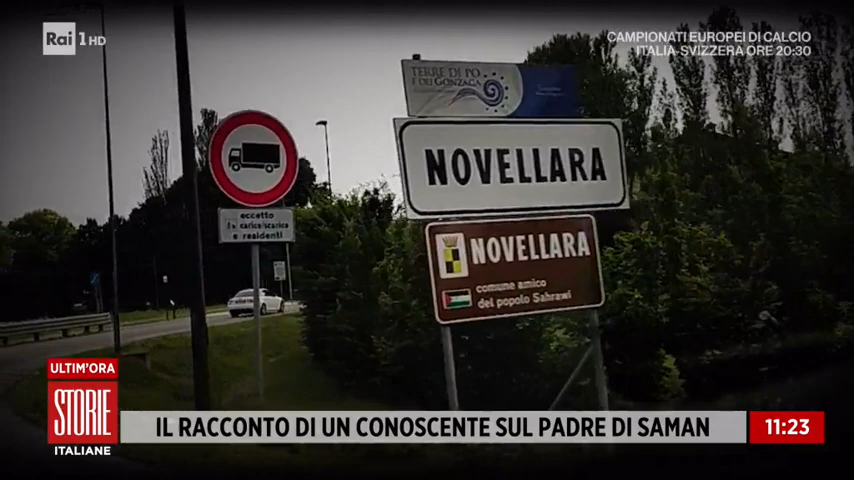 Rai 1 HD
CAMPIONATI EUROPEI DI CALCIO
ITALIA-SVIZZERA ORE 20:30
TERRE DI PO
E DEI GONZAGA
NOVELLARA
eccetto
carico/scarico
e residenti
NOVELLARA
comune amico
del popolo Sahrawi
ULTIM'ORA
STORIE
ITALIANE
IL RACCONTO DI UN CONOSCENTE SUL PADRE DI SAMAN
11:23